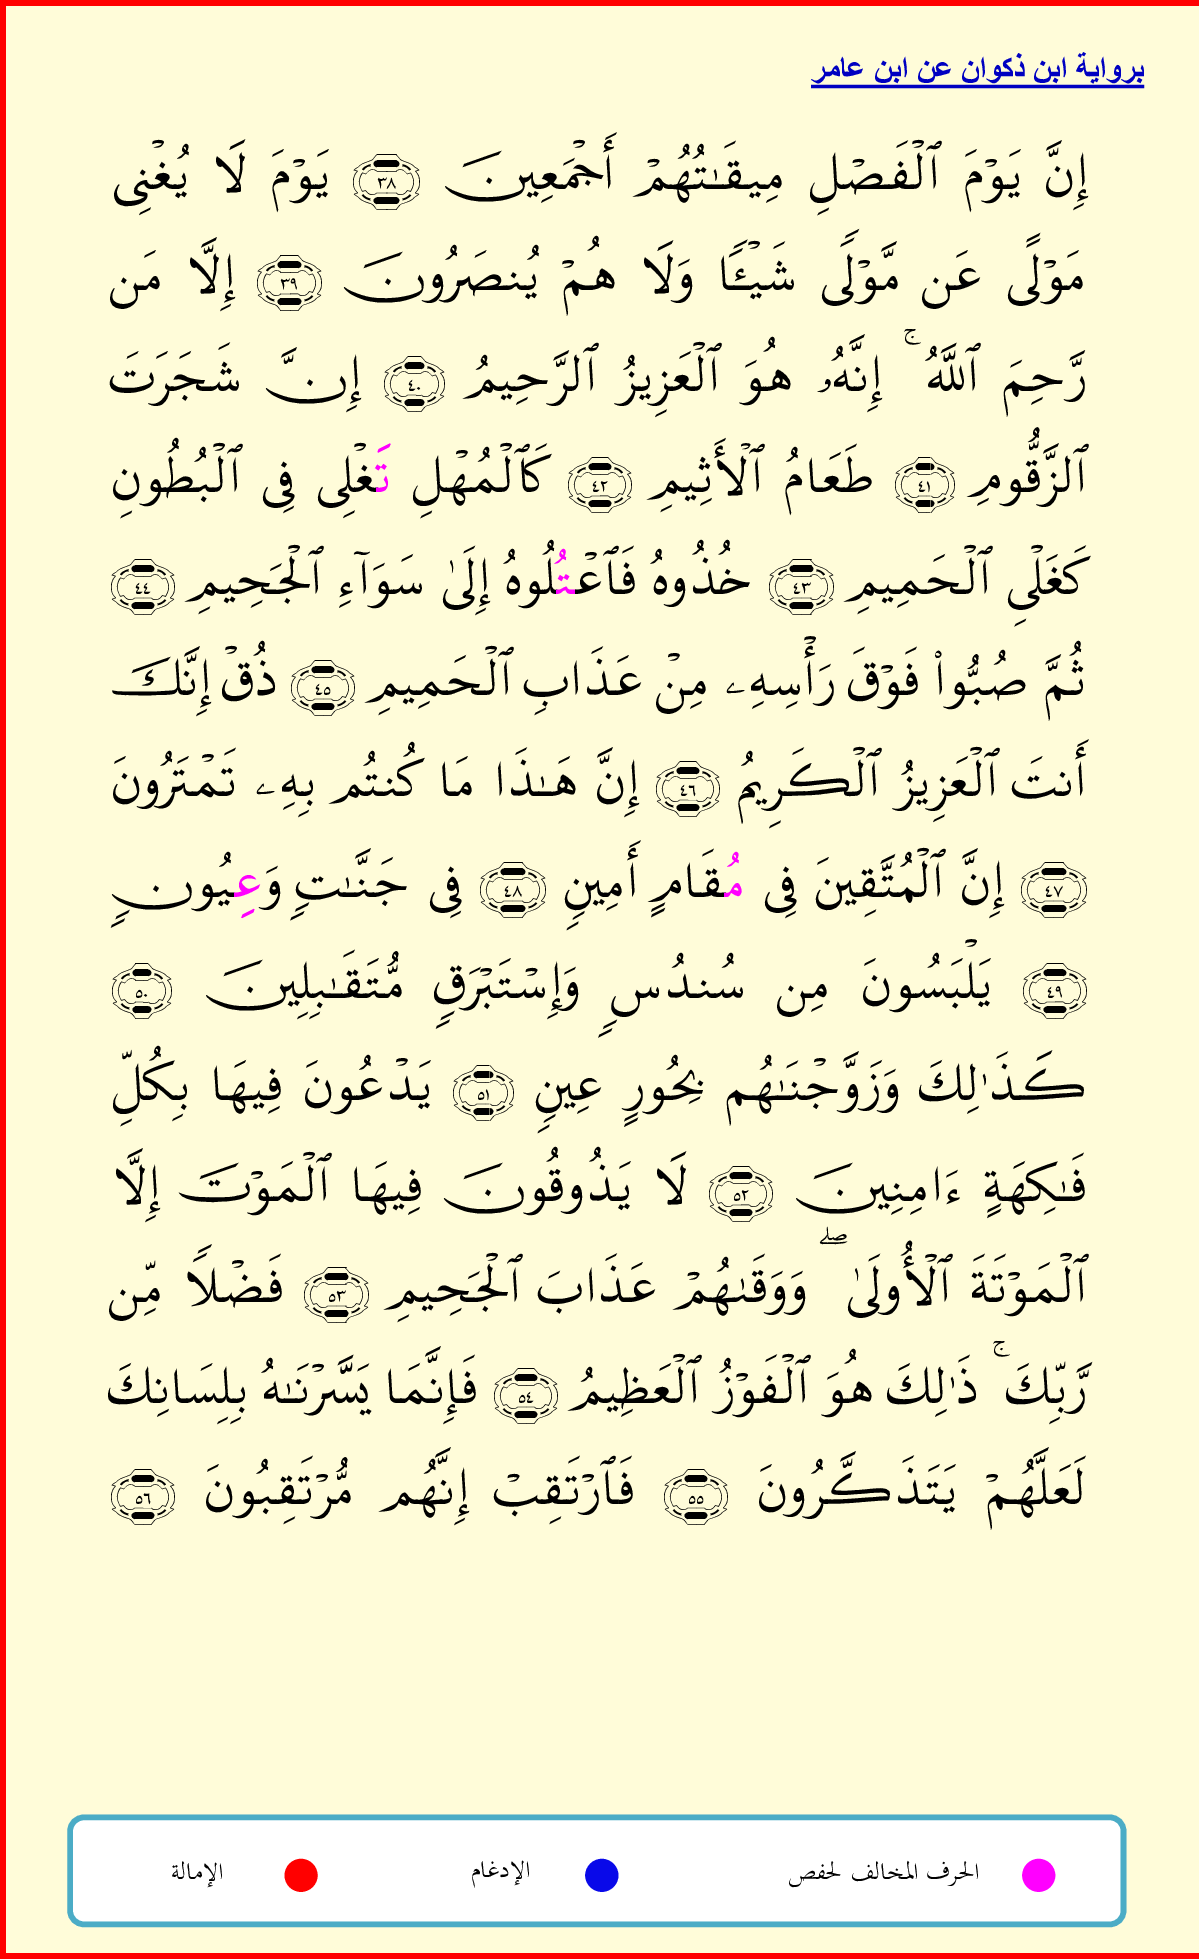 برواية ابن ذكوان عن ابن عامر
إِنَّ يَوْمَ ٱلْفَصْلِ مِيقَـٰتُهُمْ أَجْمَعِينَ ٣٨ يَوْمَ لَا يُغْنِى
مَوْلًى عَن مَّوْلًى شَيْـًٔا وَلَا هُمْ يُنصَرُونَ ٣٩ إِلَّا مَن
رَّحِمَ ٱللَّهُ ۚ إِنَّهُۥ هُوَ ٱلْعَزِيزُ ٱلرَّحِيمُ ٤٠ إِنَّ شَجَرَتَ
ٱلزَّقُّومِ ٤١ طَعَامُ ٱلْأَثِيمِ ٤٢ كَٱلْمُهْلِ تَغْلِى فِى ٱلْبُطُونِ
كَغَلْىِ ٱلْحَمِيمِ ٤٣ خُذُوهُ فَٱعْتُلُوهُ إِلَىٰ سَوَآءِ ٱلْجَحِيمِ ٤٤
ثُمَّ صُبُّوا۟ فَوْقَ رَأْسِهِۦ مِنْ عَذَابِ ٱلْحَمِيمِ ٤٥ ذُقْ إِنَّكَ
أَنتَ ٱلْعَزِيزُ ٱلْكَرِيمُ ٤٦ إِنَّ هَـٰذَا مَا كُنتُم بِهِۦ تَمْتَرُونَ
٤٧ إِنَّ ٱلْمُتَّقِينَ فِى مُقَامٍ أَمِينٍ ٤٨ فِى جَنَّـٰتٍ وَعِيُونٍ
٤٩ يَلْبَسُونَ مِن سُندُسٍ وَإِسْتَبْرَقٍ مُّتَقَـٰبِلِينَ ٥٠
كَذَٰلِكَ وَزَوَّجْنَـٰهُم بِحُورٍ عِينٍ ٥١ يَدْعُونَ فِيهَا بِكُلِّ
فَـٰكِهَةٍ ءَامِنِينَ ٥٢ لَا يَذُوقُونَ فِيهَا ٱلْمَوْتَ إِلَّا
ٱلْمَوْتَةَ ٱلْأُولَىٰ ۖ وَوَقَىٰهُمْ عَذَابَ ٱلْجَحِيمِ ٥٣ فَضْلًا مِّن
رَّبِّكَ ۚ ذَٰلِكَ هُوَ ٱلْفَوْزُ ٱلْعَظِيمُ ٥٤ فَإِنَّمَا يَسَّرْنَـٰهُ بِلِسَانِكَ
لَعَلَّهُمْ يَتَذَكَّرُونَ ٥٥ فَٱرْتَقِبْ إِنَّهُم مُّرْتَقِبُونَ ٥٦
الحرف المخالف لحفص الإدغام الإمالة